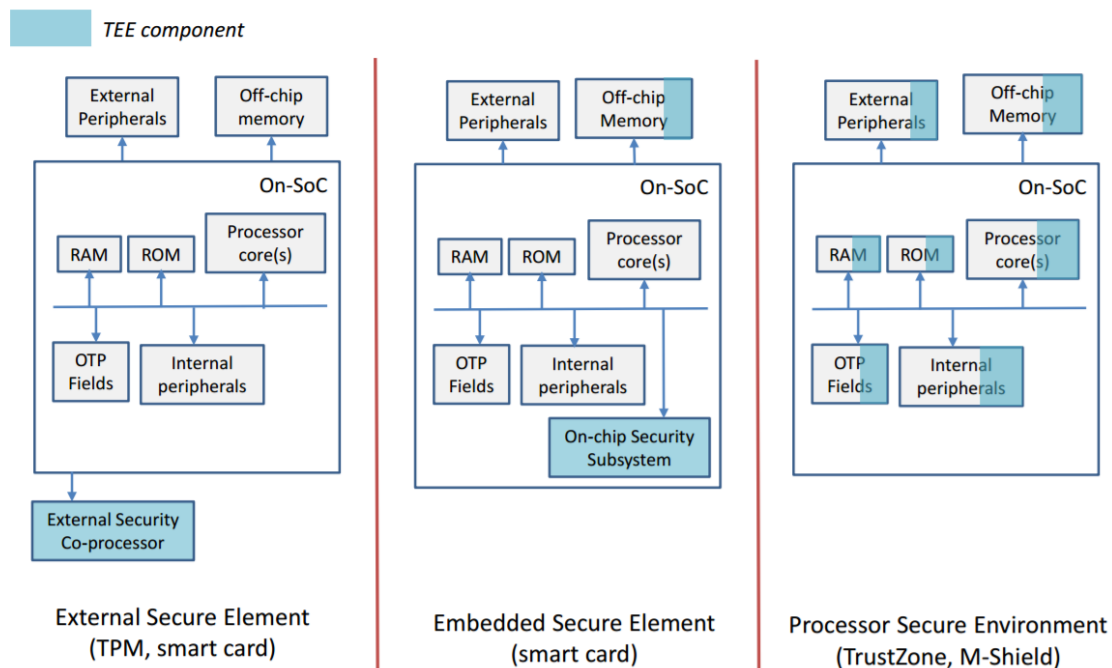 TEE component
External
Peripherals
Off-chip
memory
On-SoC
RAM
ROM
Processor
core(s)
OTP
Fields
Internal
peripherals
External Security
Co-processor
External Secure Element
(TPM, smart card)
External
Peripherals
Off-chip
Memory
On-SoC
RAM
ROM
Processor
core(s)
OTP
Fields
Internal
peripherals
On-chip Security
Subsystem
Embedded Secure Element
(smart card)
External
Peripherals
Off-chip
Memory
On-SoC
RAM
ROM
Processor
core(s)
OTP
Fields
Internal
peripherals
Processor Secure Environment
(TrustZone, M-Shield)